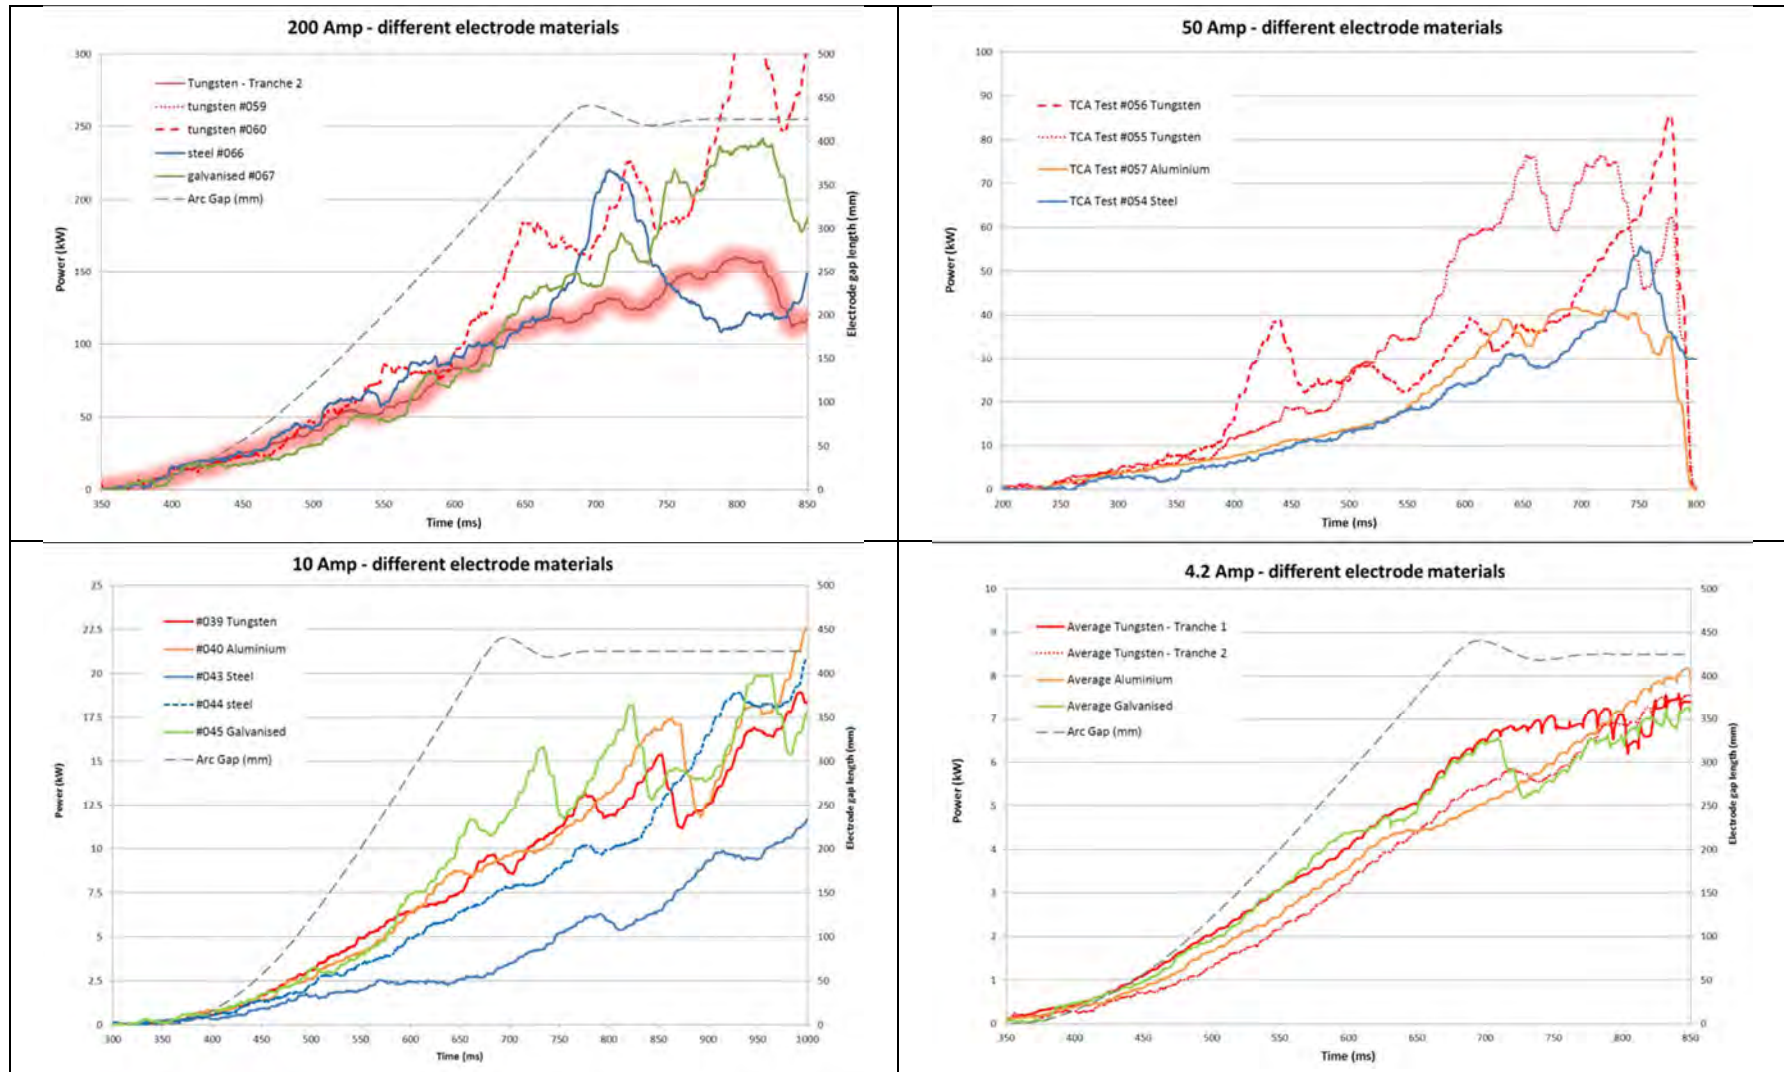 200 Amp - different electrode materials
300
250
200
150
100
50
0
Power (kW)
Tungsten - Tranche 2
tungsten #059
tungsten #060
steel #066
galvanised #067
Arc Gap (mm)
500
450
400
350
300
250
200
150
100
50
0
Electrode gap length (mm)
350 400 450 500 550 600 650 700 750 800 850
Time (ms)
50 Amp - different electrode materials
100
90
80
70
60
50
40
30
20
10
0
Power (kW)
TCA Test #056 Tungsten
TCA Test #055 Tungsten
TCA Test #057 Aluminium
TCA Test #054 Steel
200 250 300 350 400 450 500 550 600 650 700 750 800
Time (ms)
10 Amp - different electrode materials
25
22.5
20
17.5
15
12.5
10
7.5
5
2.5
0
Power (kW)
#039 Tungsten
#040 Aluminium
#043 Steel
#044 steel
#045 Galvanised
Arc Gap (mm)
500
450
400
350
300
250
200
150
100
50
0
Electrode gap length (mm)
300 350 400 450 500 550 600 650 700 750 800 850 900 950 1000
Time (ms)
4.2 Amp - different electrode materials
10
9
8
7
6
5
4
3
2
1
0
Power (kW)
Average Tungsten - Tranche 1
Average Tungsten - Tranche 2
Average Aluminium
Average Galvanised
Arc Gap (mm)
500
450
400
350
300
250
200
150
100
50
0
Electrode gap length (mm)
350 400 450 500 550 600 650 700 750 800 850
Time (ms)